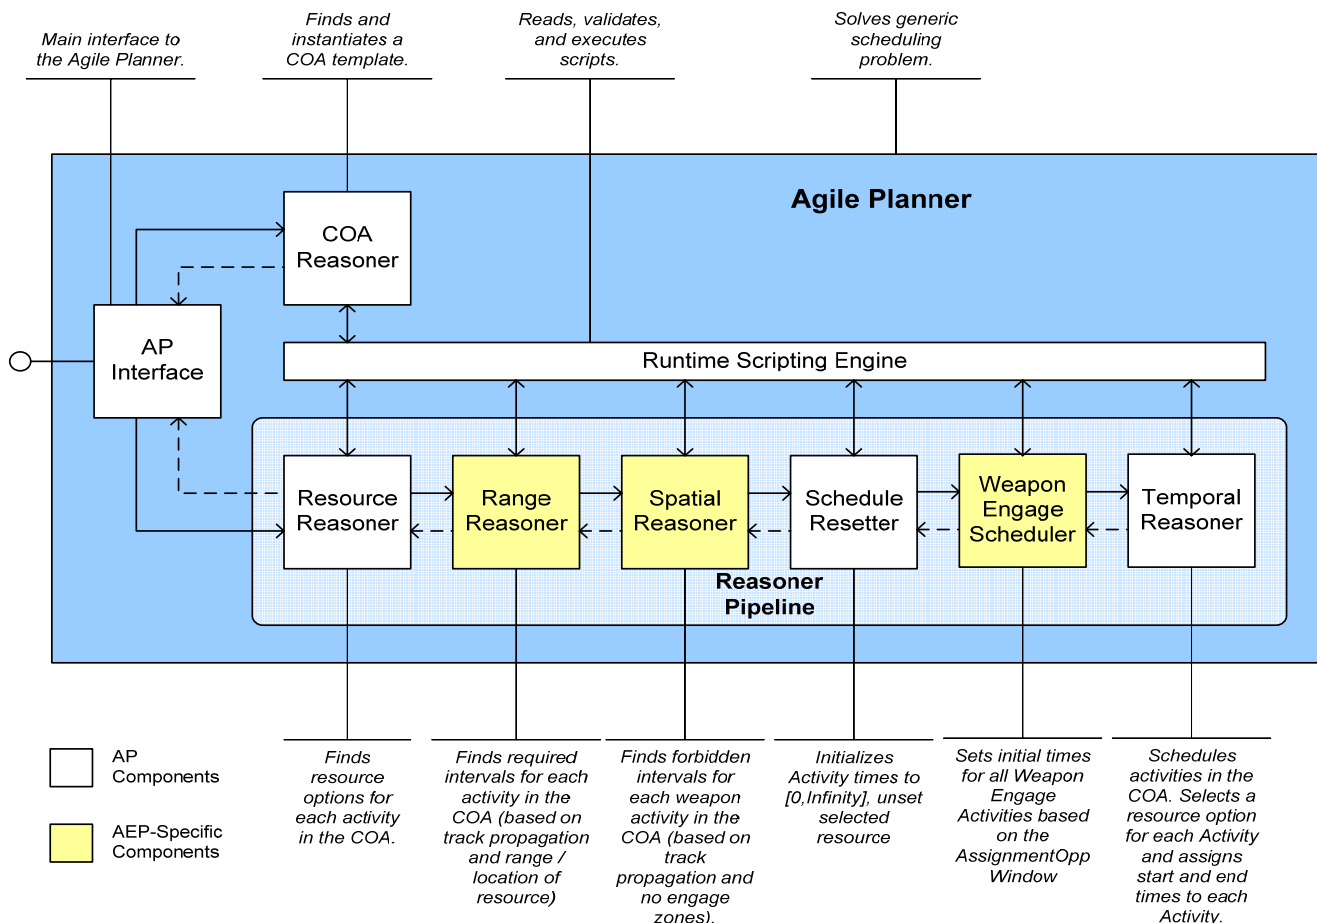 Main interface to
the Agile Planner.
Finds and
instantiates a
COA template.
Reads, validates,
and executes
scripts.
Solves generic
scheduling
problem.
Agile Planner
COA
Reasoner
AP
Interface
Runtime Scripting Engine
Resource
Reasoner
Range
Reasoner
Spatial
Reasoner
Schedule
Resetter
Weapon
Engage
Scheduler
Temporal
Reasoner
Reasoner
Pipeline
AP
Components
AEP-Specific
Components
Finds
resource
options for
each activity
in the COA.
Finds required
intervals for each
activity in the
COA (based on
track propagation
and range /
location of
resource)
Finds forbidden
intervals for
each weapon
activity in the
COA (based on
track
propagation and
no engage
zones).
Initializes
Activity times to
[0,Infinity], unset
selected
resource
Sets initial times
for all Weapon
Engage
Activities based
on the
AssignmentOpp
Window
Schedules
activities in the
COA. Selects a
resource option
for each Activity
and assigns
start and end
times to each
Activity.